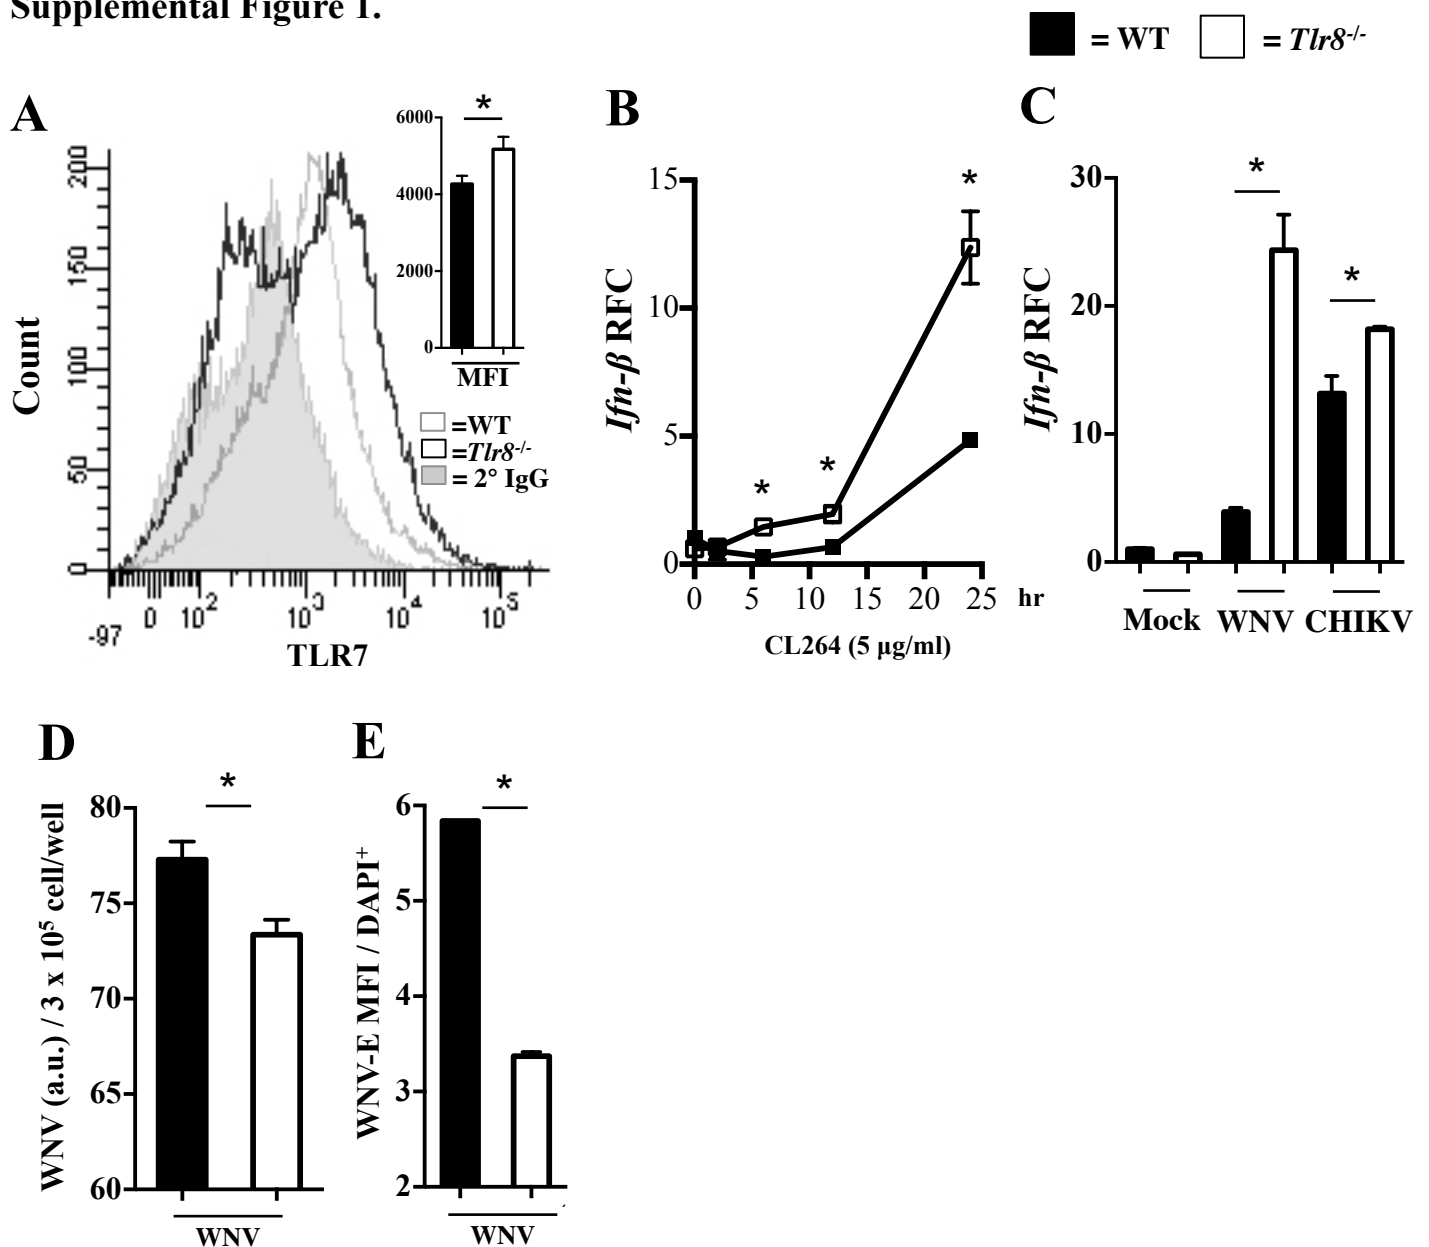 Supplemental Figure 1.
= WT = Tlr8-/-
A
Count
200
150
100
50
0
-97 0 10² 10³ 10⁴ 10⁵
TLR7
6000
4000
2000
0
*
MFI
=WT
=Tlr8-/-
= 2° IgG
B
Ifn-β RFC
15
10
5
0
* * *
0 5 10 15 20 25 hr
CL264 (5 μg/ml)
C
Ifn-β RFC
30
20
10
0
* *
Mock WNV CHIKV
D
WNV (a.u.) / 3 x 10⁵ cell/well
80
75
70
65
60
*
WNV
E
WNV-E MFI / DAPI⁺
6
5
4
3
2
*
WNV